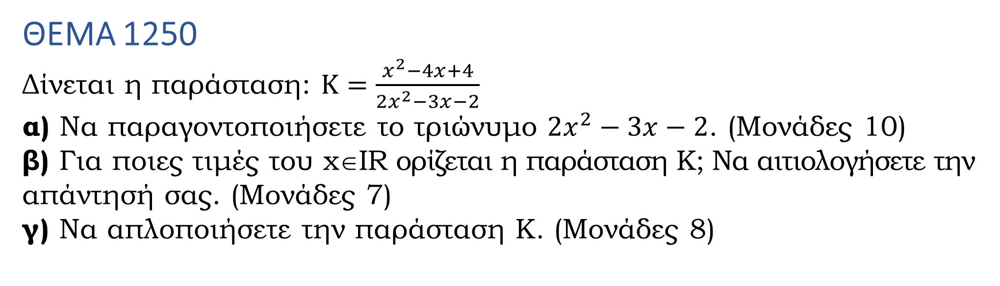 ΘΕΜΑ 1250
Δίνεται η παράσταση: Κ = \frac{x^2-4x+4}{2x^2-3x-2}
α) Να παραγοντοποιήσετε το τριώνυμο 2x² − 3x − 2. (Μονάδες 10)
β) Για ποιες τιμές του x∈IR ορίζεται η παράσταση Κ; Να αιτιολογήσετε την
απάντησή σας. (Μονάδες 7)
γ) Να απλοποιήσετε την παράσταση Κ. (Μονάδες 8)